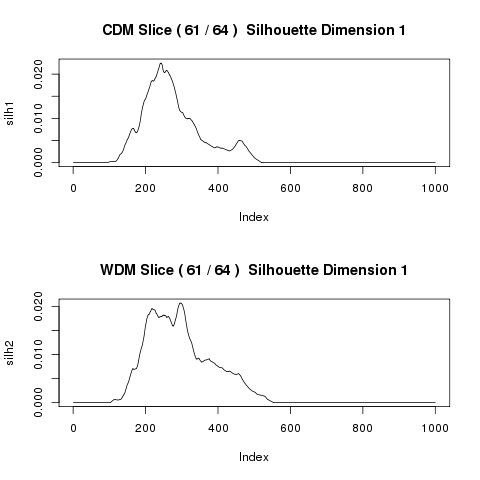 CDM Slice ( 61 / 64 )  Silhouette Dimension 1
silh1
0.020
0.010
0.000
0 200 400 600 800 1000
Index
WDM Slice ( 61 / 64 )  Silhouette Dimension 1
silh2
0.020
0.010
0.000
0 200 400 600 800 1000
Index